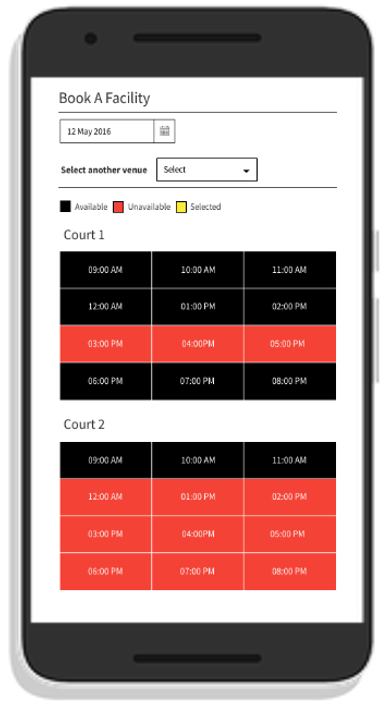 Book A Facility
12 May 2016
Select another venue Select
Available Unavailable Selected
Court 1
09:00 AM 10:00 AM 11:00 AM
12:00 AM 01:00 PM 02:00 PM
03:00 PM 04:00PM 05:00 PM
06:00 PM 07:00 PM 08:00 PM
Court 2
09:00 AM 10:00 AM 11:00 AM
12:00 AM 01:00 PM 02:00 PM
03:00 PM 04:00PM 05:00 PM
06:00 PM 07:00 PM 08:00 PM